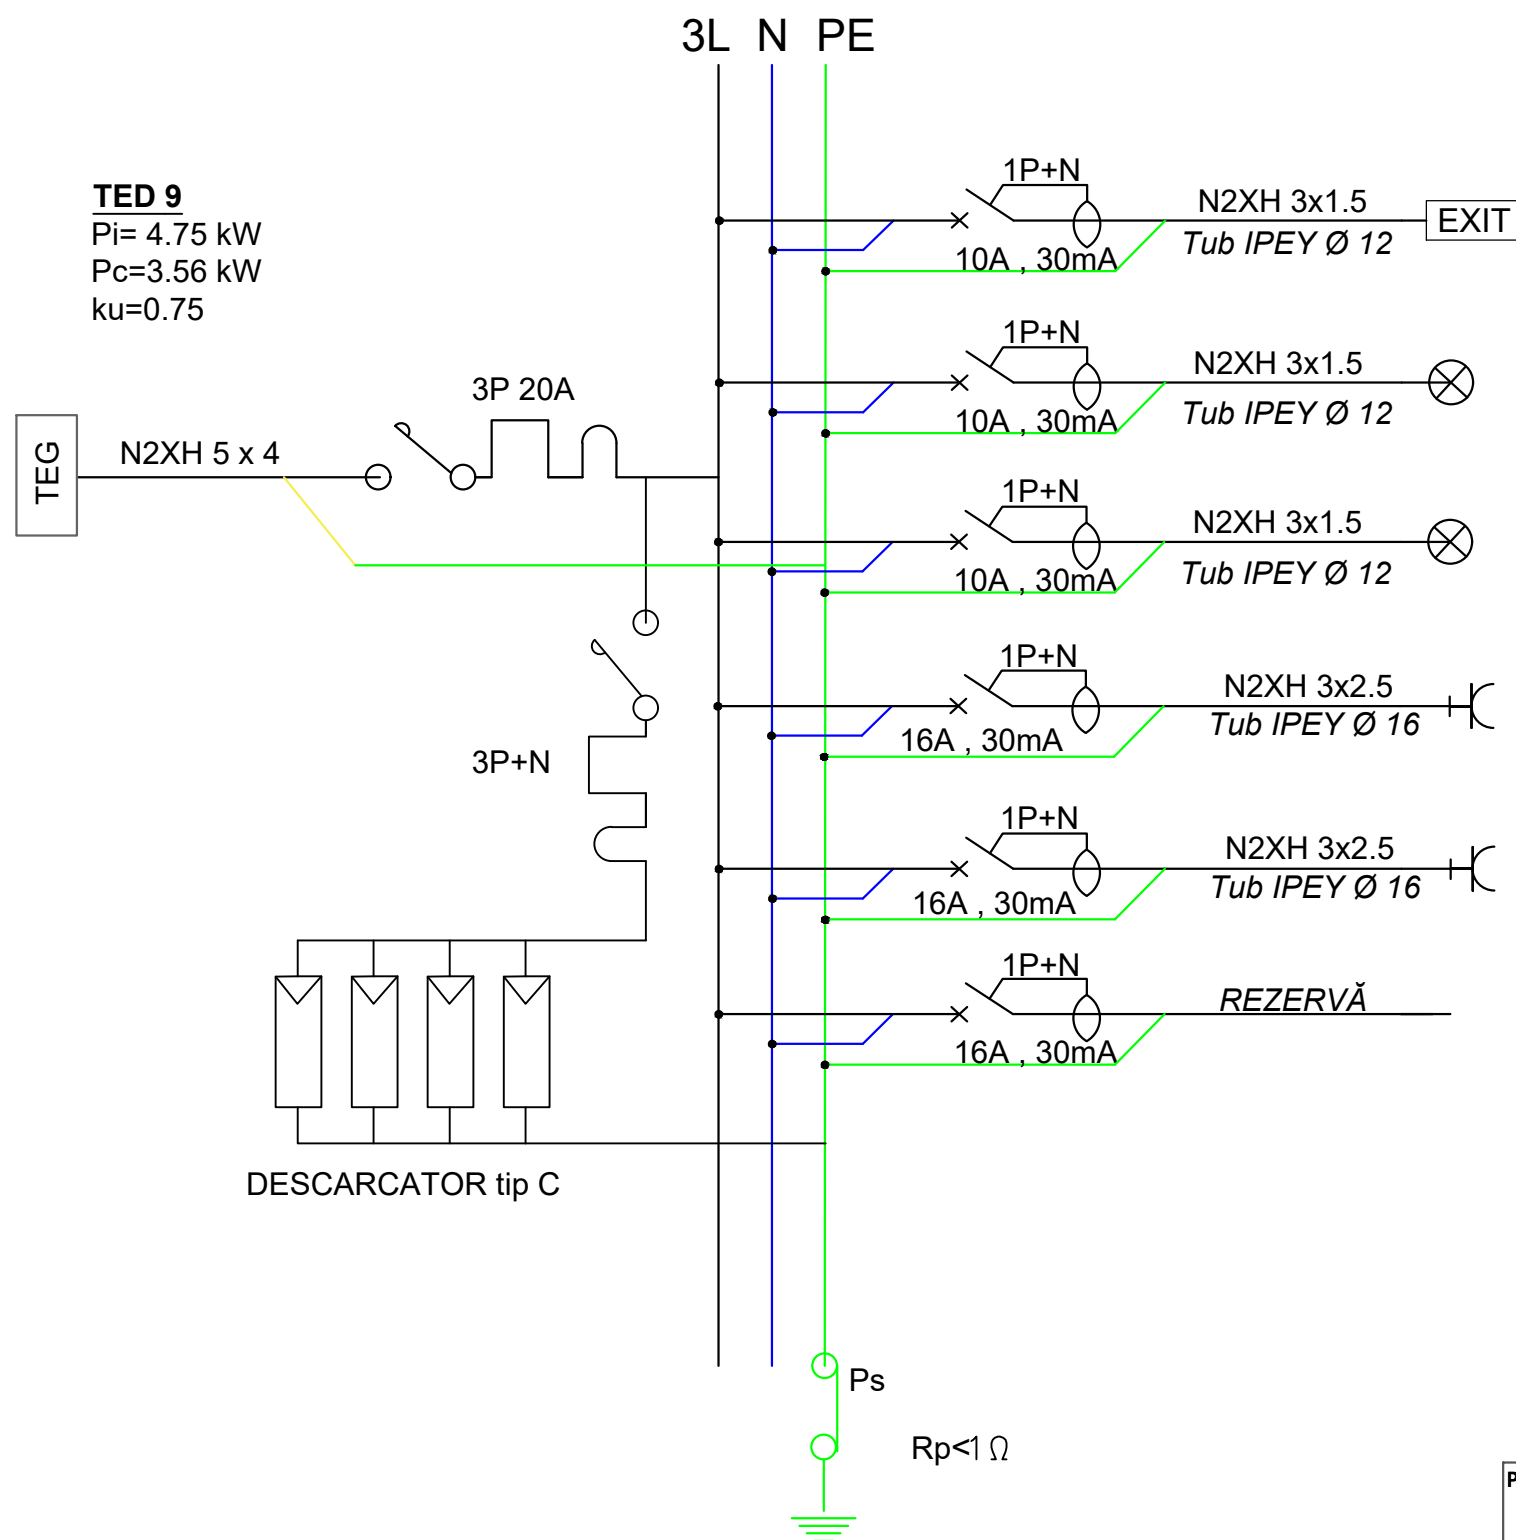 3L N PE
TED 9
Pi= 4.75 kW
Pc=3.56 kW
ku=0.75
TEG
N2XH 5 x 4
3P 20A
3P+N
DESCARCATOR tip C
1P+N
10A , 30mA
N2XH 3x1.5
Tub IPEY Ø 12
EXIT
1P+N
10A , 30mA
N2XH 3x1.5
Tub IPEY Ø 12
1P+N
10A , 30mA
N2XH 3x1.5
Tub IPEY Ø 12
1P+N
16A , 30mA
N2XH 3x2.5
Tub IPEY Ø 16
1P+N
16A , 30mA
N2XH 3x2.5
Tub IPEY Ø 16
1P+N
16A , 30mA
REZERVĂ
Ps
Rp<1 Ω